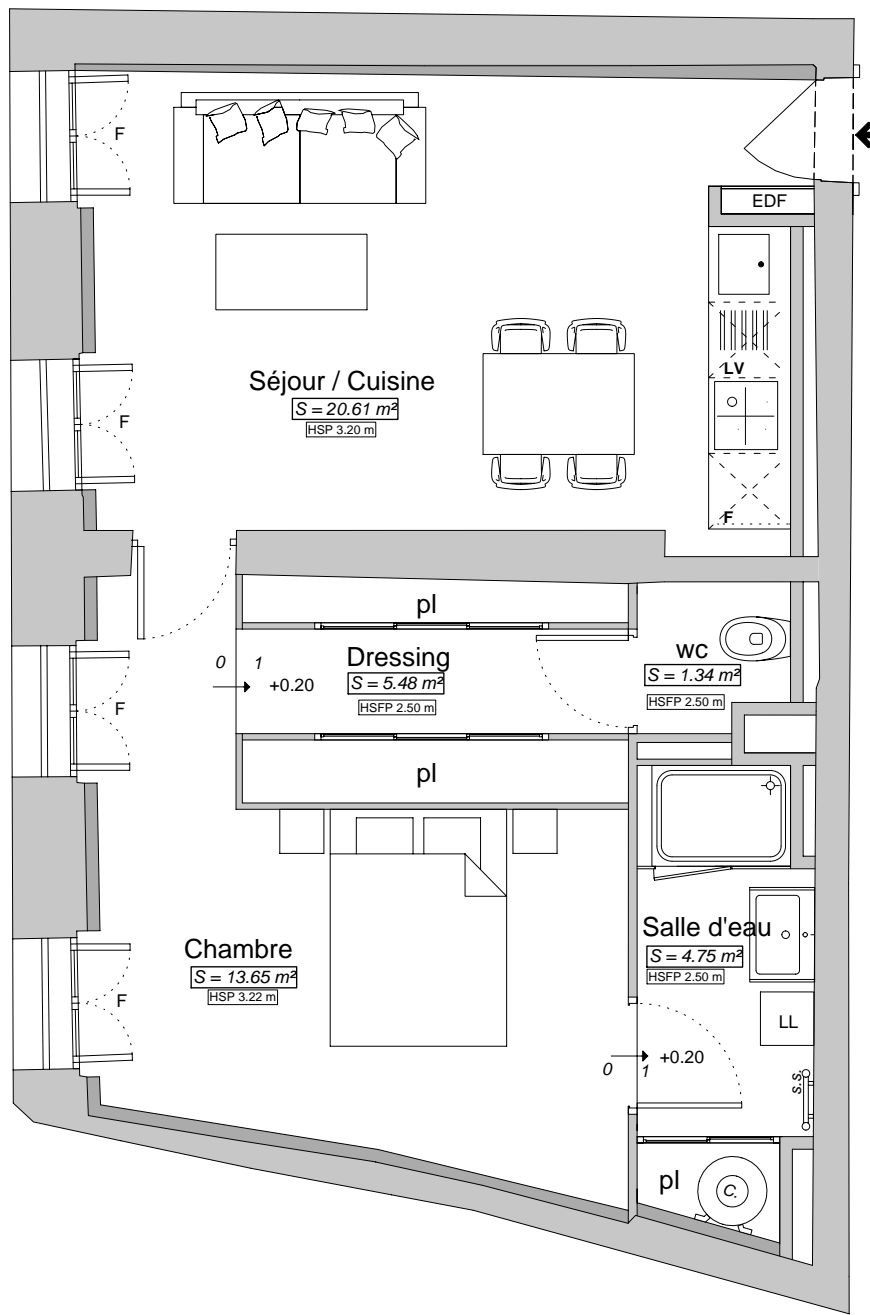 F
EDF
Séjour / Cuisine
S = 20.61 m²
HSP 3.20 m
LV
F
F
pl
0 1
+0.20
Dressing
S = 5.48 m²
HSFP 2.50 m
wc
S = 1.34 m²
HSFP 2.50 m
F
pl
Chambre
S = 13.65 m²
HSP 3.22 m
F
Salle d'eau
S = 4.75 m²
HSFP 2.50 m
LL
0 1
+0.20
s.s.
pl
C.